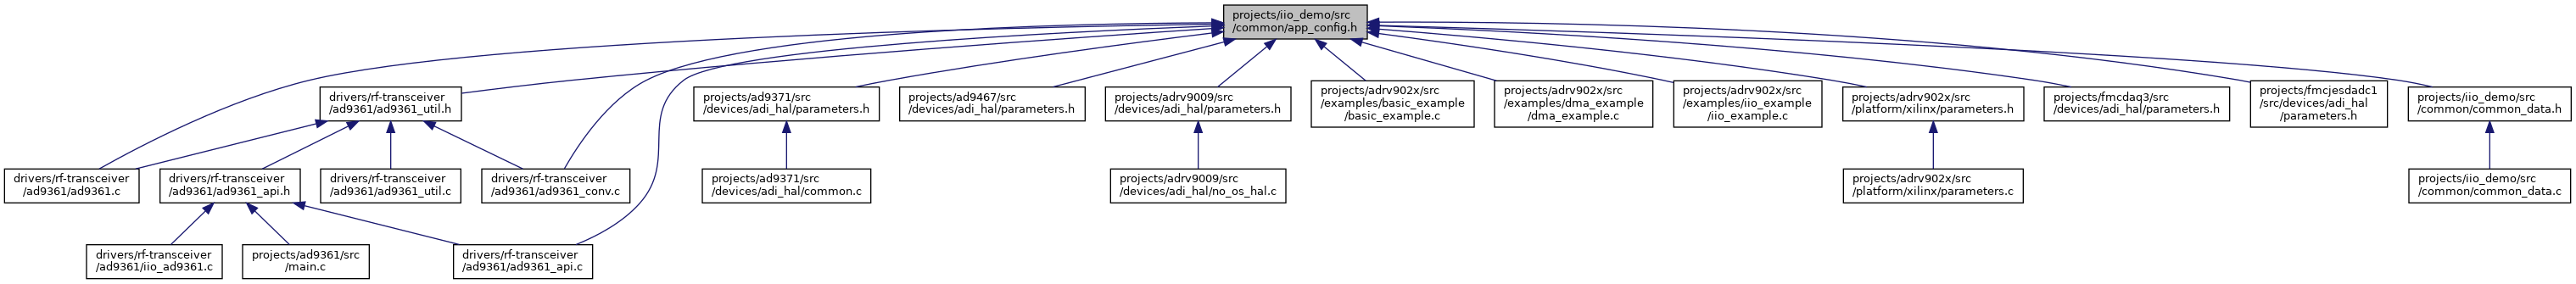 projects/iio_demo/src
/common/app_config.h
drivers/rf-transceiver
/ad9361/ad9361_util.h
projects/ad9371/src
/devices/adi_hal/parameters.h
projects/ad9467/src
/devices/adi_hal/parameters.h
projects/adrv9009/src
/devices/adi_hal/parameters.h
projects/adrv902x/src
/examples/basic_example
/basic_example.c
projects/adrv902x/src
/examples/dma_example
/dma_example.c
projects/adrv902x/src
/examples/iio_example
/iio_example.c
projects/adrv902x/src
/platform/xilinx/parameters.h
projects/fmcdaq3/src
/devices/adi_hal/parameters.h
projects/fmcjesdadc1
/src/devices/adi_hal
/parameters.h
projects/iio_demo/src
/common/common_data.h
drivers/rf-transceiver
/ad9361/ad9361.c
drivers/rf-transceiver
/ad9361/ad9361_api.h
drivers/rf-transceiver
/ad9361/ad9361_util.c
drivers/rf-transceiver
/ad9361/ad9361_conv.c
projects/ad9371/src
/devices/adi_hal/common.c
projects/adrv9009/src
/devices/adi_hal/no_os_hal.c
projects/adrv902x/src
/platform/xilinx/parameters.c
projects/iio_demo/src
/common/common_data.c
drivers/rf-transceiver
/ad9361/iio_ad9361.c
projects/ad9361/src
/main.c
drivers/rf-transceiver
/ad9361/ad9361_api.c